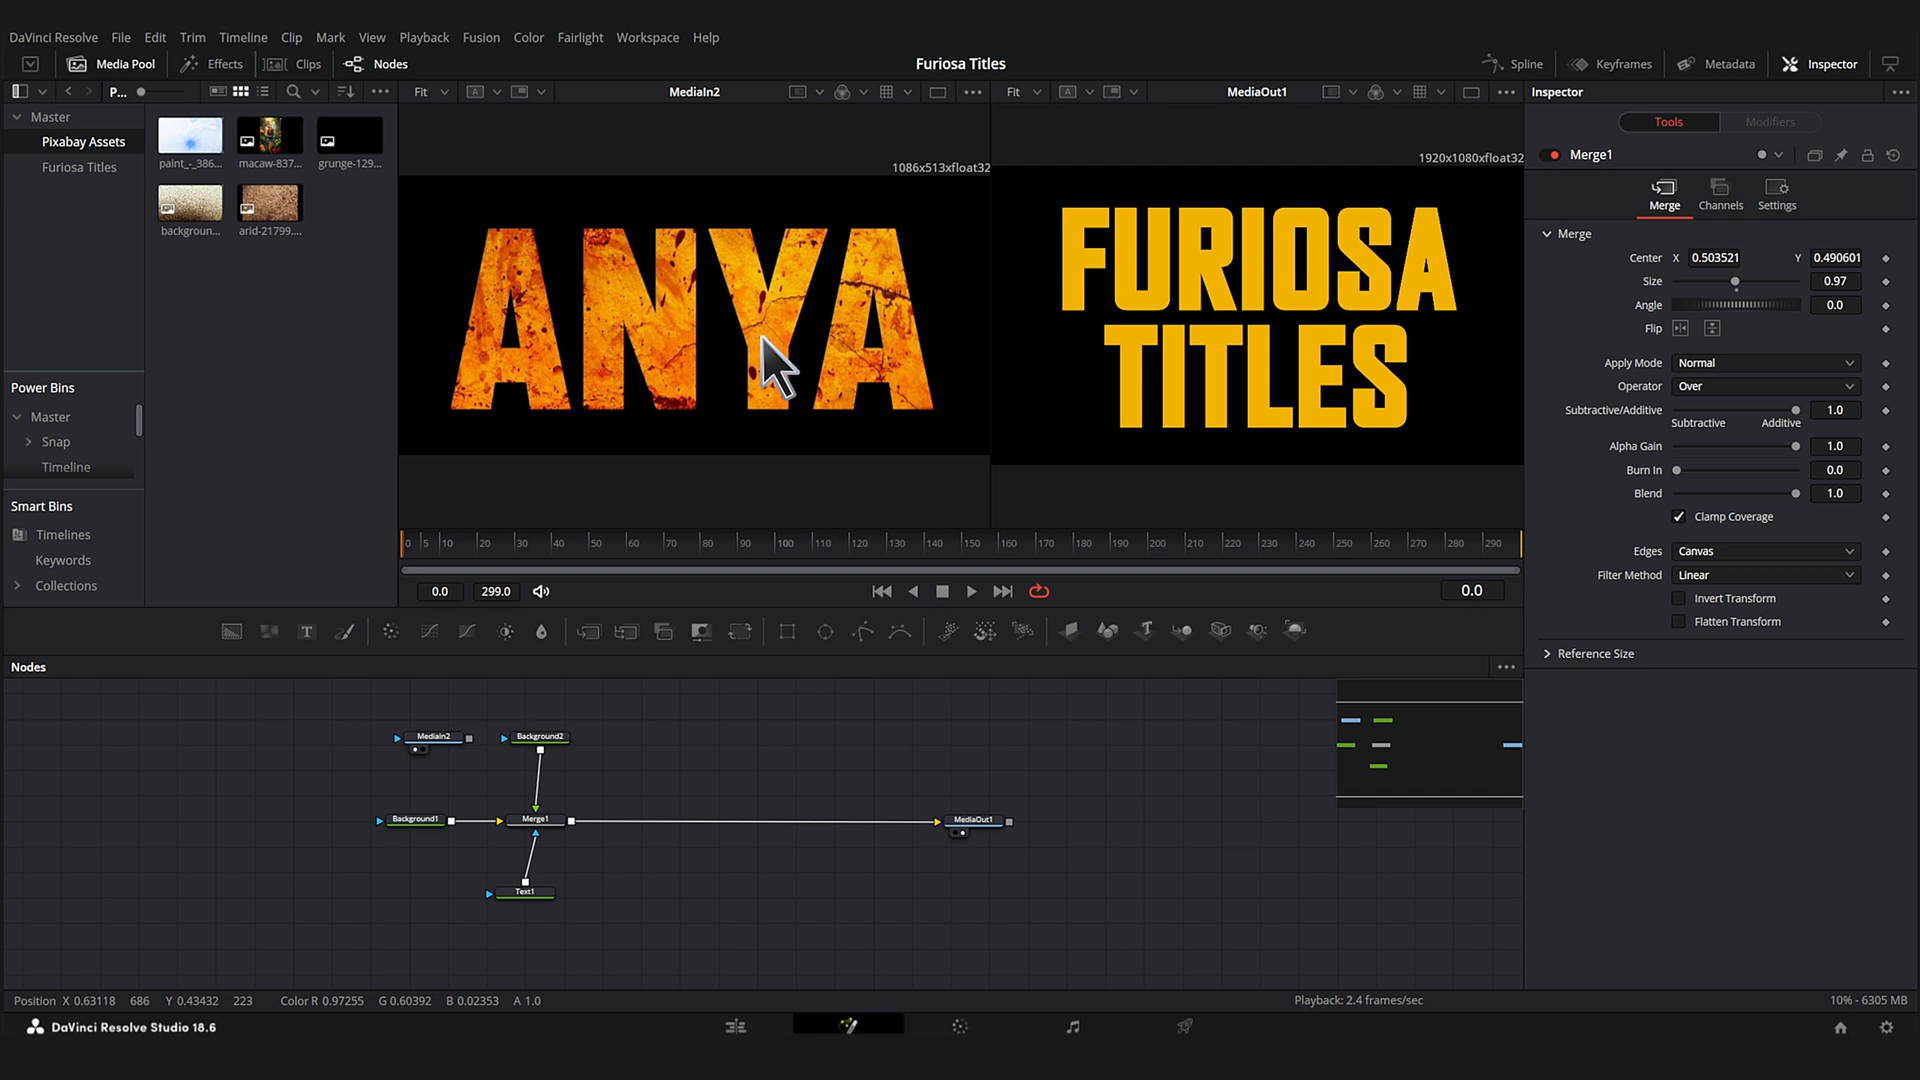 DaVinci Resolve File Edit Trim Timeline Clip Mark View Playback Fusion Color Fairlight Workspace Help
Media Pool Effects Clips Nodes Furiosa Titles Spline Keyframes Metadata Inspector
P... Fit MediaIn2 Fit MediaOut1 Inspector
Master
Pixabay Assets
Furiosa Titles
paint_-_386... macaw-837... grunge-129...
backgroun... arid-21799...
Power Bins
Master
Snap
Timeline
Smart Bins
Timelines
Keywords
Collections
1086x513xfloat32
ANYA
1920x1080xfloat32
FURIOSA
TITLES
0 5 10 20 30 40 50 60 70 80 90 100 110 120 130 140 150 160 170 180 190 200 210 220 230 240 250 260 270 280 290
0.0 299.0 0.0
Tools Modifiers
Merge1
Merge Channels Settings
Merge
Center X 0.503521 Y 0.490601
Size 0.97
Angle 0.0
Flip
Apply Mode Normal
Operator Over
Subtractive/Additive 1.0
Subtractive Additive
Alpha Gain 1.0
Burn In 0.0
Blend 1.0
Clamp Coverage
Edges Canvas
Filter Method Linear
Invert Transform
Flatten Transform
Reference Size
T
Nodes
MediaIn2 Background2
Background1 Merge1 MediaOut1
Text1
Position X 0.63118 686 Y 0.43432 223 Color R 0.97255 G 0.60392 B 0.02353 A 1.0 Playback: 2.4 frames/sec 10% - 6305 MB
DaVinci Resolve Studio 18.6